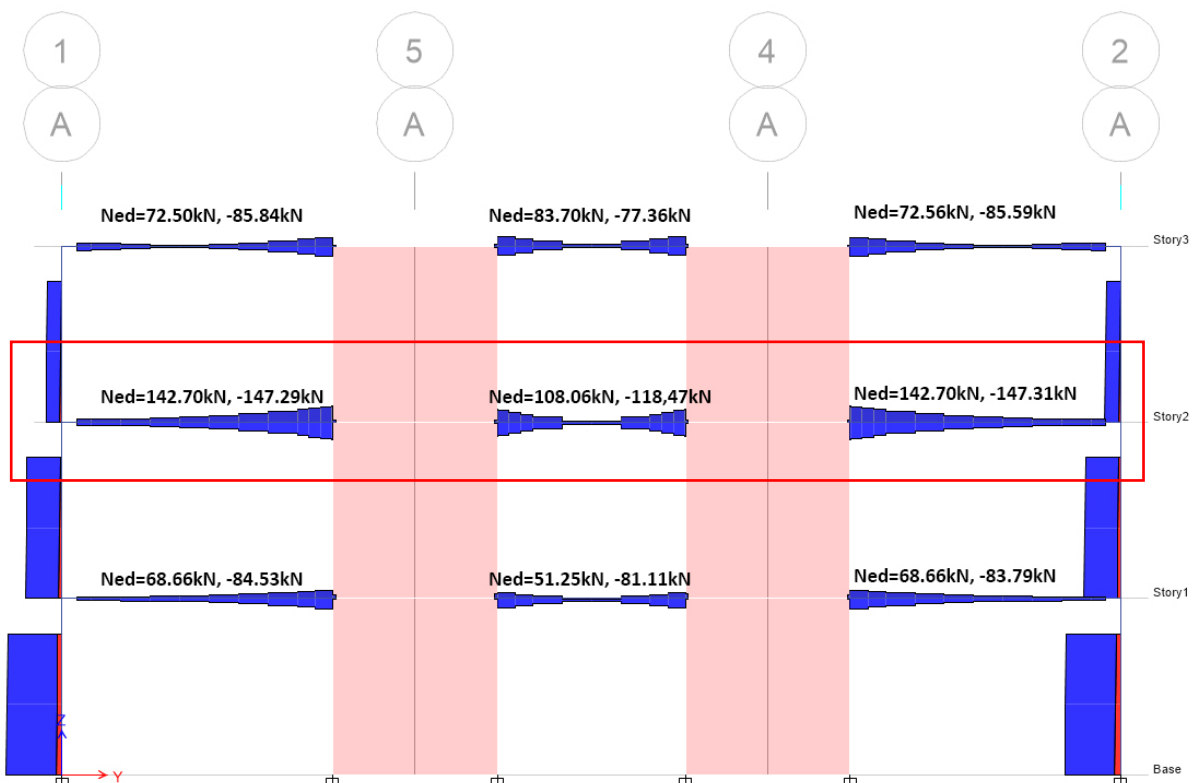 1 5 4 2
A A A A
Ned=72.50kN, -85.84kN Ned=83.70kN, -77.36kN Ned=72.56kN, -85.59kN
Story3
Ned=142.70kN, -147.29kN Ned=108.06kN, -118,47kN Ned=142.70kN, -147.31kN
Story2
Ned=68.66kN, -84.53kN Ned=51.25kN, -81.11kN Ned=68.66kN, -83.79kN
Story1
Z
Y
Base